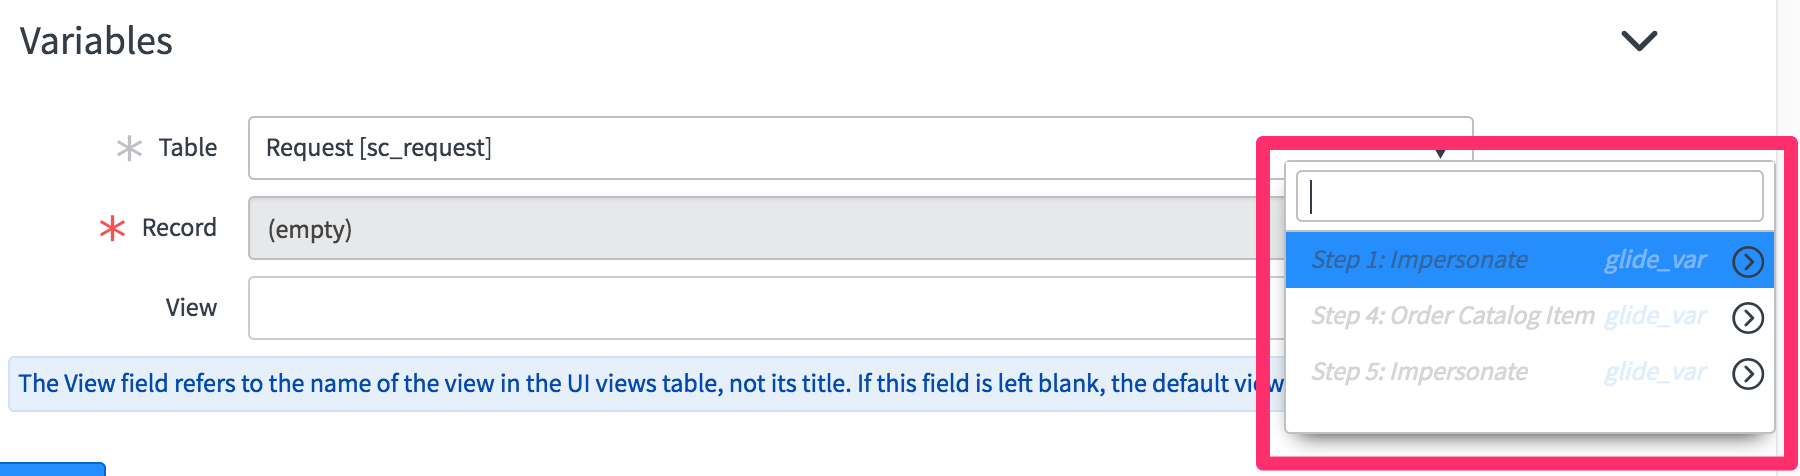 Variables
Table
Request [sc_request]
Record
(empty)
View
The View field refers to the name of the view in the UI views table, not its title. If this field is left blank, the default view
Step 1: Impersonate glide_var
Step 4: Order Catalog Item glide_var
Step 5: Impersonate glide_var